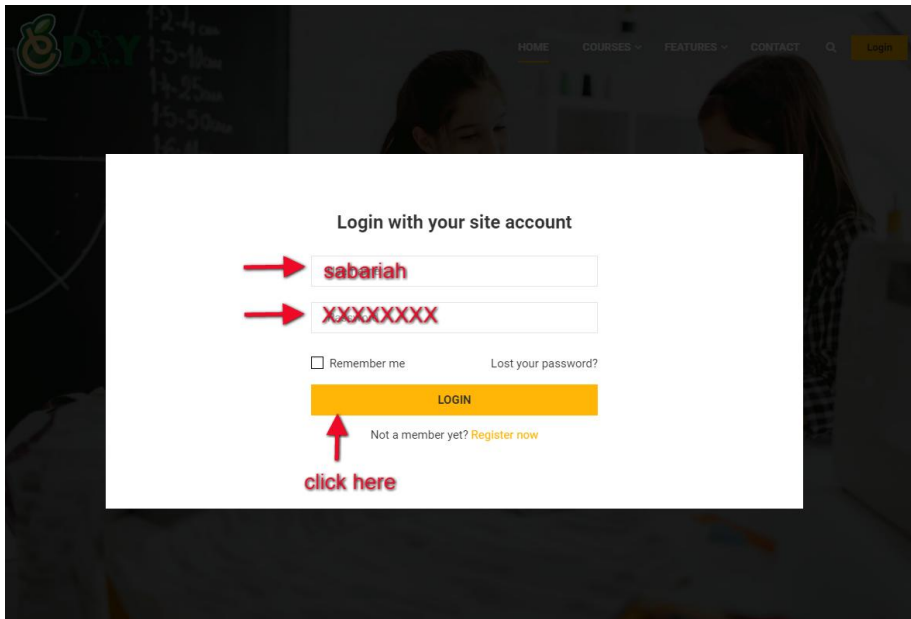 DIY
HOME COURSES FEATURES CONTACT Login
Login with your site account
sabariah
XXXXXXXX
Remember me Lost your password?
LOGIN
Not a member yet? Register now
click here